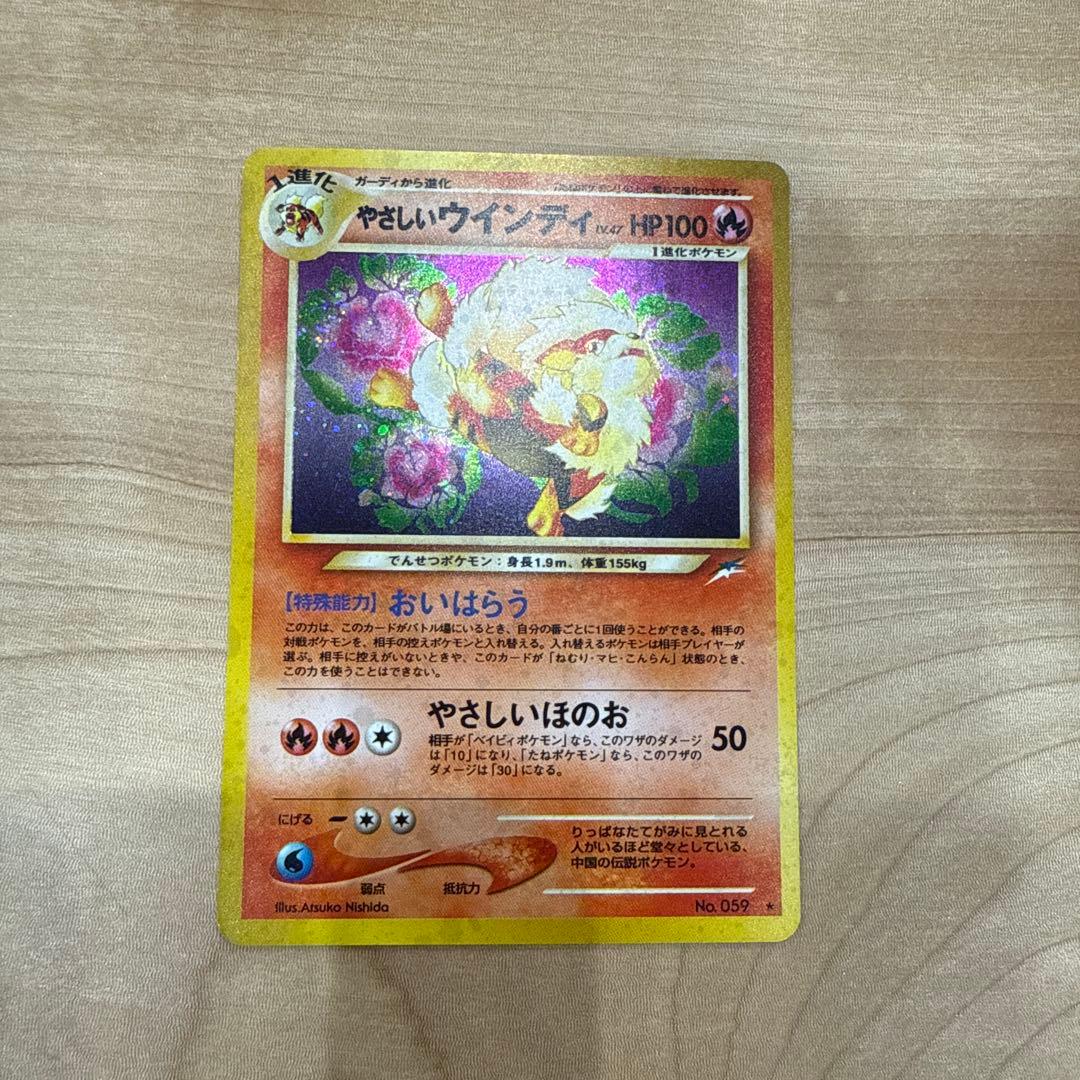 1進化 ガーディから進化
やさしいウインディ LV.47 HP100
1進化ポケモン
でんせつポケモン：身長1.9m、体重155kg
【特殊能力】おいはらう
この力は、このカードがバトル場にいるとき、自分の番ごとに1回使うことができる。相手の
対戦ポケモンを、相手の控えポケモンと入れ替える。入れ替えるポケモンは相手プレイヤーが
選ぶ。相手に控えがいないときや、このカードが「ねむり・マヒ・こんらん」状態のとき、
この力を使うことはできない。
やさしいほのお
相手が「ベイビィポケモン」なら、このワザのダメージ
は「10」になり、「たねポケモン」なら、このワザの
ダメージは「30」になる。
50
にげる
弱点
抵抗力
りっぱなたてがみに見とれる
人がいるほど堂々としている、
中国の伝説ポケモン。
Illus.Atsuko Nishida
No. 059 ★